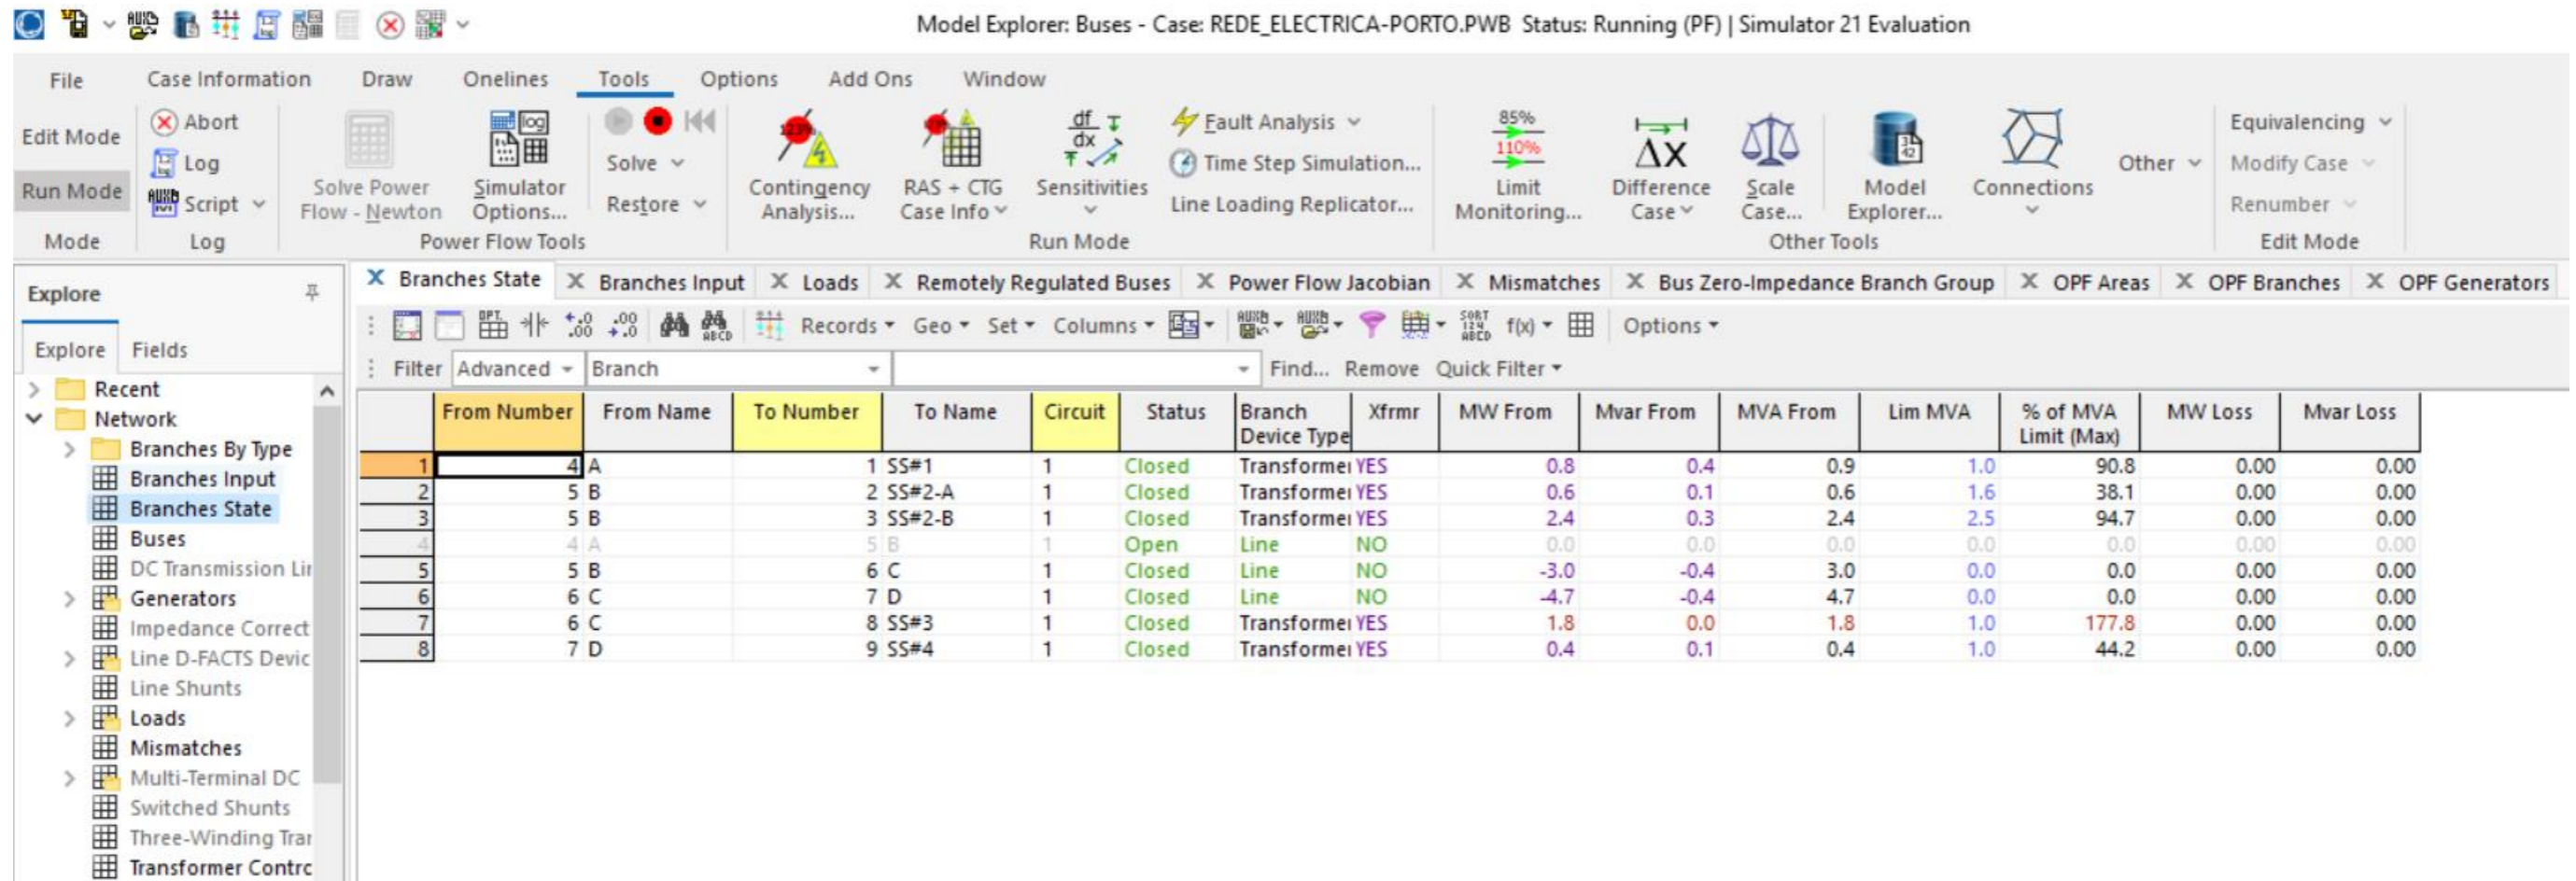 Model Explorer: Buses - Case: REDE_ELECTRICA-PORTO.PWB Status: Running (PF) | Simulator 21 Evaluation
File Case Information Draw Onelines Tools Options Add Ons Window
Edit Mode
Run Mode
Mode
Abort
Log
Script
Log
Solve Power
Flow - Newton
Simulator
Options...
Solve
Restore
Power Flow Tools
Contingency
Analysis...
RAS + CTG
Case Info
Sensitivities
Fault Analysis
Time Step Simulation...
Line Loading Replicator...
Run Mode
85%
110%
Limit
Monitoring...
Difference
Case
Scale
Case...
Model
Explorer...
Connections
Other
Other Tools
Equivalencing
Modify Case
Renumber
Edit Mode
Explore
Explore Fields
Recent
Network
Branches By Type
Branches Input
Branches State
Buses
DC Transmission Lir
Generators
Impedance Correct
Line D-FACTS Devic
Line Shunts
Loads
Mismatches
Multi-Terminal DC
Switched Shunts
Three-Winding Trar
Transformer Contrc
X Branches State X Branches Input X Loads X Remotely Regulated Buses X Power Flow Jacobian X Mismatches X Bus Zero-Impedance Branch Group X OPF Areas X OPF Branches X OPF Generators
Records Geo Set Columns f(x) Options
Filter Advanced Branch Find... Remove Quick Filter
From Number From Name To Number To Name Circuit Status Branch Device Type Xfrmr MW From Mvar From MVA From Lim MVA % of MVA Limit (Max) MW Loss Mvar Loss
1 4 A 1 SS#1 1 Closed Transformer YES 0.8 0.4 0.9 1.0 90.8 0.00 0.00
2 5 B 2 SS#2-A 1 Closed Transformer YES 0.6 0.1 0.6 1.6 38.1 0.00 0.00
3 5 B 3 SS#2-B 1 Closed Transformer YES 2.4 0.3 2.4 2.5 94.7 0.00 0.00
4 4 A 5 B 1 Open Line NO 0.0 0.0 0.0 0.0 0.0 0.00 0.00
5 5 B 6 C 1 Closed Line NO -3.0 -0.4 3.0 0.0 0.0 0.00 0.00
6 6 C 7 D 1 Closed Line NO -4.7 -0.4 4.7 0.0 0.0 0.00 0.00
7 6 C 8 SS#3 1 Closed Transformer YES 1.8 0.0 1.8 1.0 177.8 0.00 0.00
8 7 D 9 SS#4 1 Closed Transformer YES 0.4 0.1 0.4 1.0 44.2 0.00 0.00